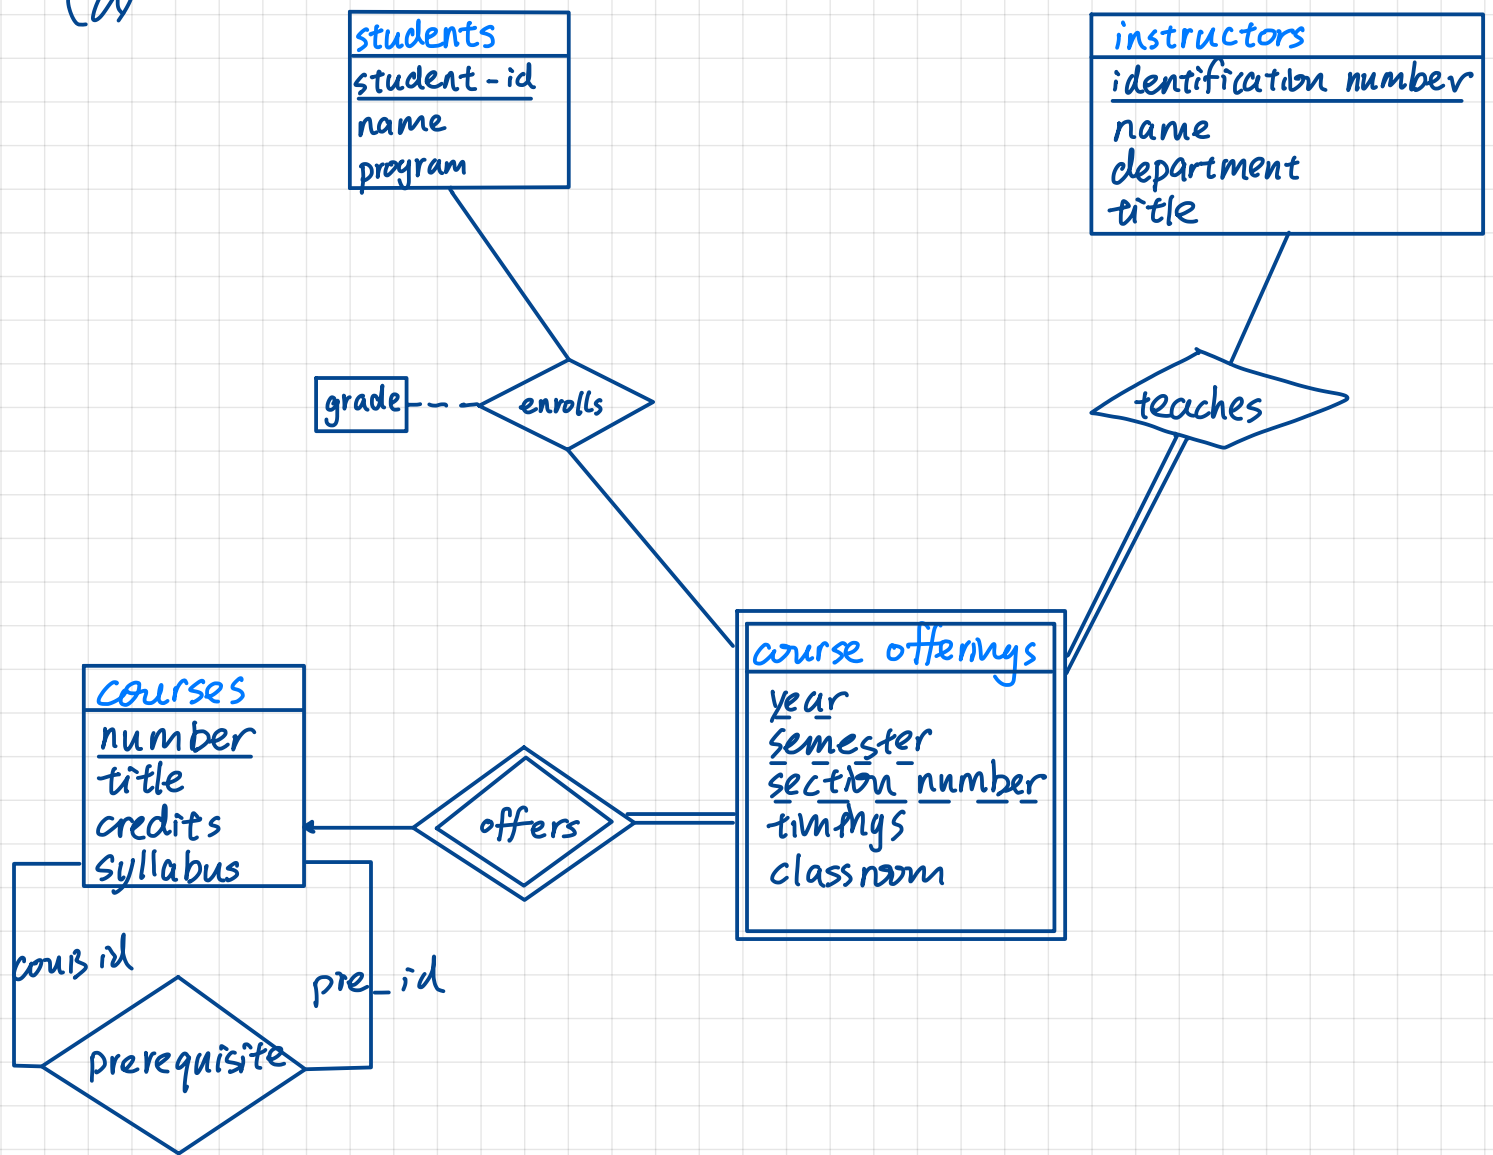 (a)
students
student-id
name
program
instructors
identification number
name
department
title
grade
enrolls
teaches
courses
number
title
credits
syllabus
offers
course offerings
year
semester
section number
timings
classroom
id
pre_id
prerequisite